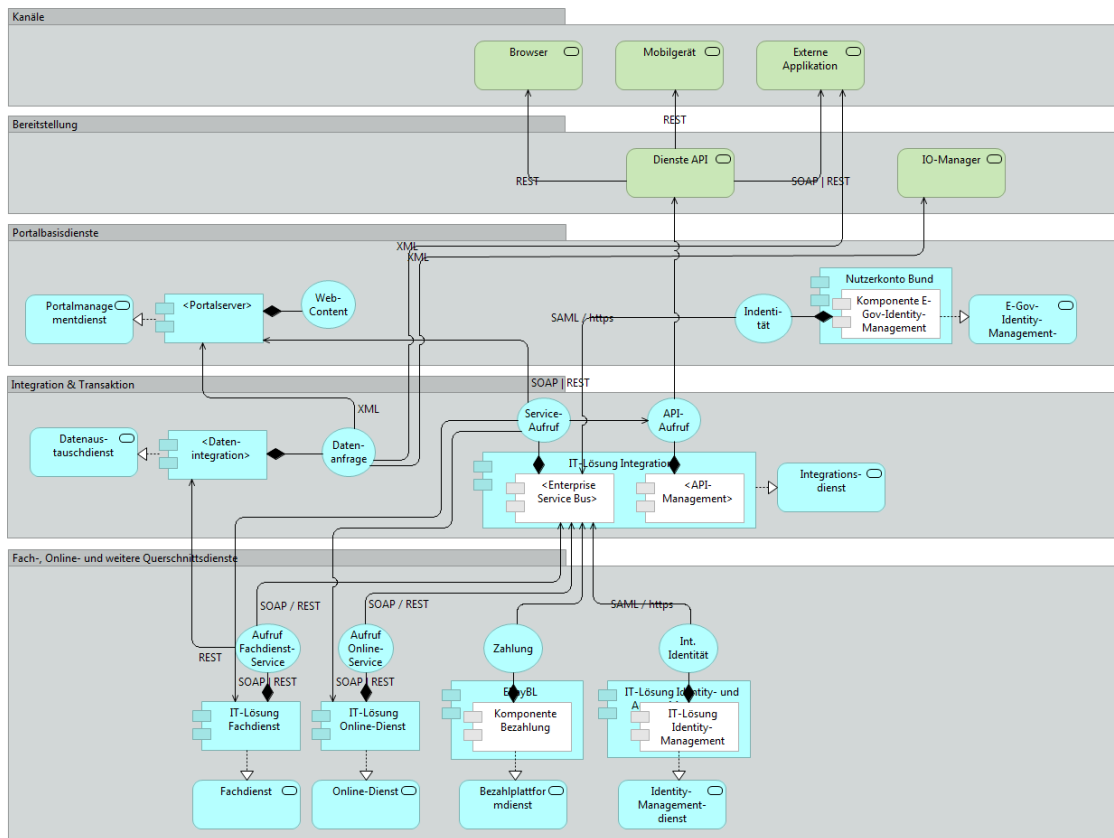 Kanäle
Browser
Mobilgerät
Externe
Applikation
REST
Bereitstellung
Dienste API
IO-Manager
REST
SOAP | REST
Portalbasisdienste
XML
XML
Portalmanage
mentdienst
<Portalserver>
Web-
Content
SAML / https
Indenti-
tät
Nutzerkonto Bund
Komponente E-
Gov-Identity-
Management
E-Gov-
Identity-
Management-
Integration & Transaktion
SOAP | REST
XML
Service-
Aufruf
API-
Aufruf
Datenaus-
tauschdienst
<Daten-
integration>
Daten-
anfrage
IT-Lösung Integration
<Enterprise
Service Bus>
<API-
Management>
Integrations-
dienst
Fach-, Online- und weitere Querschnittsdienste
SOAP / REST
SOAP / REST
SAML / https
REST
Aufruf
Fachdienst-
Service
Aufruf
Online-
Service
Zahlung
Int.
Identität
SOAP | REST
SOAP | REST
IT-Lösung
Fachdienst
IT-Lösung
Online-Dienst
Komponente
Bezahlung
IT-Lösung Identity- und
IT-Lösung
Identity-
Management
Fachdienst
Online-Dienst
Bezahlplattfor
mdienst
Identity-
Management-
dienst